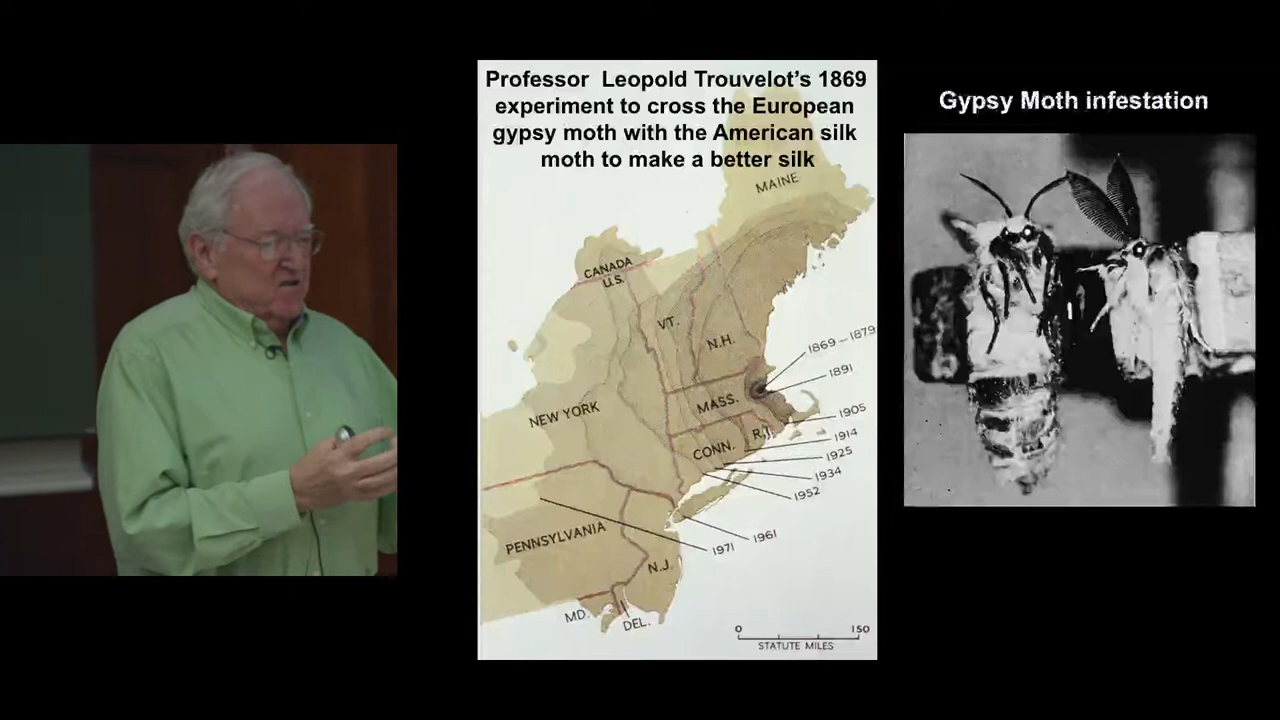 Professor Leopold Trouvelot's 1869
experiment to cross the European
gypsy moth with the American silk
moth to make a better silk
Gypsy Moth infestation
MAINE
CANADA
U.S.
VT.
N.H.
1869 – 1879
1891
MASS.
NEW YORK
1905
R.I.
1914
CONN.
1925
1934
1952
PENNSYLVANIA
1961
1971
N.J.
MD.
DEL.
0 150
STATUTE MILES